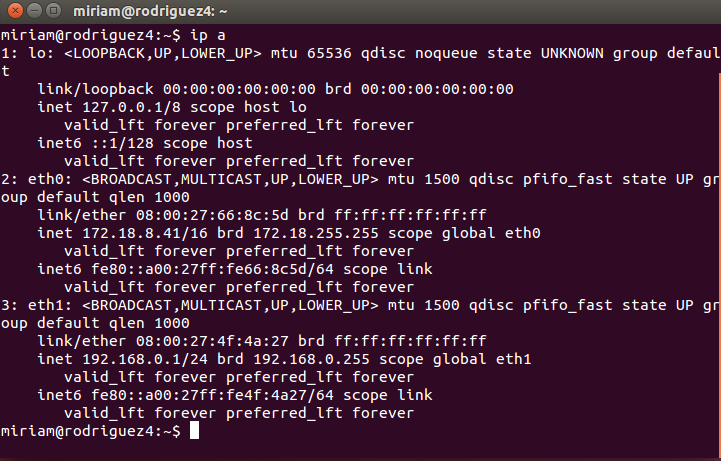 miriam@rodriguez4: ~
miriam@rodriguez4:~$ ip a
1: lo: <LOOPBACK,UP,LOWER_UP> mtu 65536 qdisc noqueue state UNKNOWN group defaul
t
    link/loopback 00:00:00:00:00:00 brd 00:00:00:00:00:00
    inet 127.0.0.1/8 scope host lo
       valid_lft forever preferred_lft forever
    inet6 ::1/128 scope host
       valid_lft forever preferred_lft forever
2: eth0: <BROADCAST,MULTICAST,UP,LOWER_UP> mtu 1500 qdisc pfifo_fast state UP gr
oup default qlen 1000
    link/ether 08:00:27:66:8c:5d brd ff:ff:ff:ff:ff:ff
    inet 172.18.8.41/16 brd 172.18.255.255 scope global eth0
       valid_lft forever preferred_lft forever
    inet6 fe80::a00:27ff:fe66:8c5d/64 scope link
       valid_lft forever preferred_lft forever
3: eth1: <BROADCAST,MULTICAST,UP,LOWER_UP> mtu 1500 qdisc pfifo_fast state UP gr
oup default qlen 1000
    link/ether 08:00:27:4f:4a:27 brd ff:ff:ff:ff:ff:ff
    inet 192.168.0.1/24 brd 192.168.0.255 scope global eth1
       valid_lft forever preferred_lft forever
    inet6 fe80::a00:27ff:fe4f:4a27/64 scope link
       valid_lft forever preferred_lft forever
miriam@rodriguez4:~$